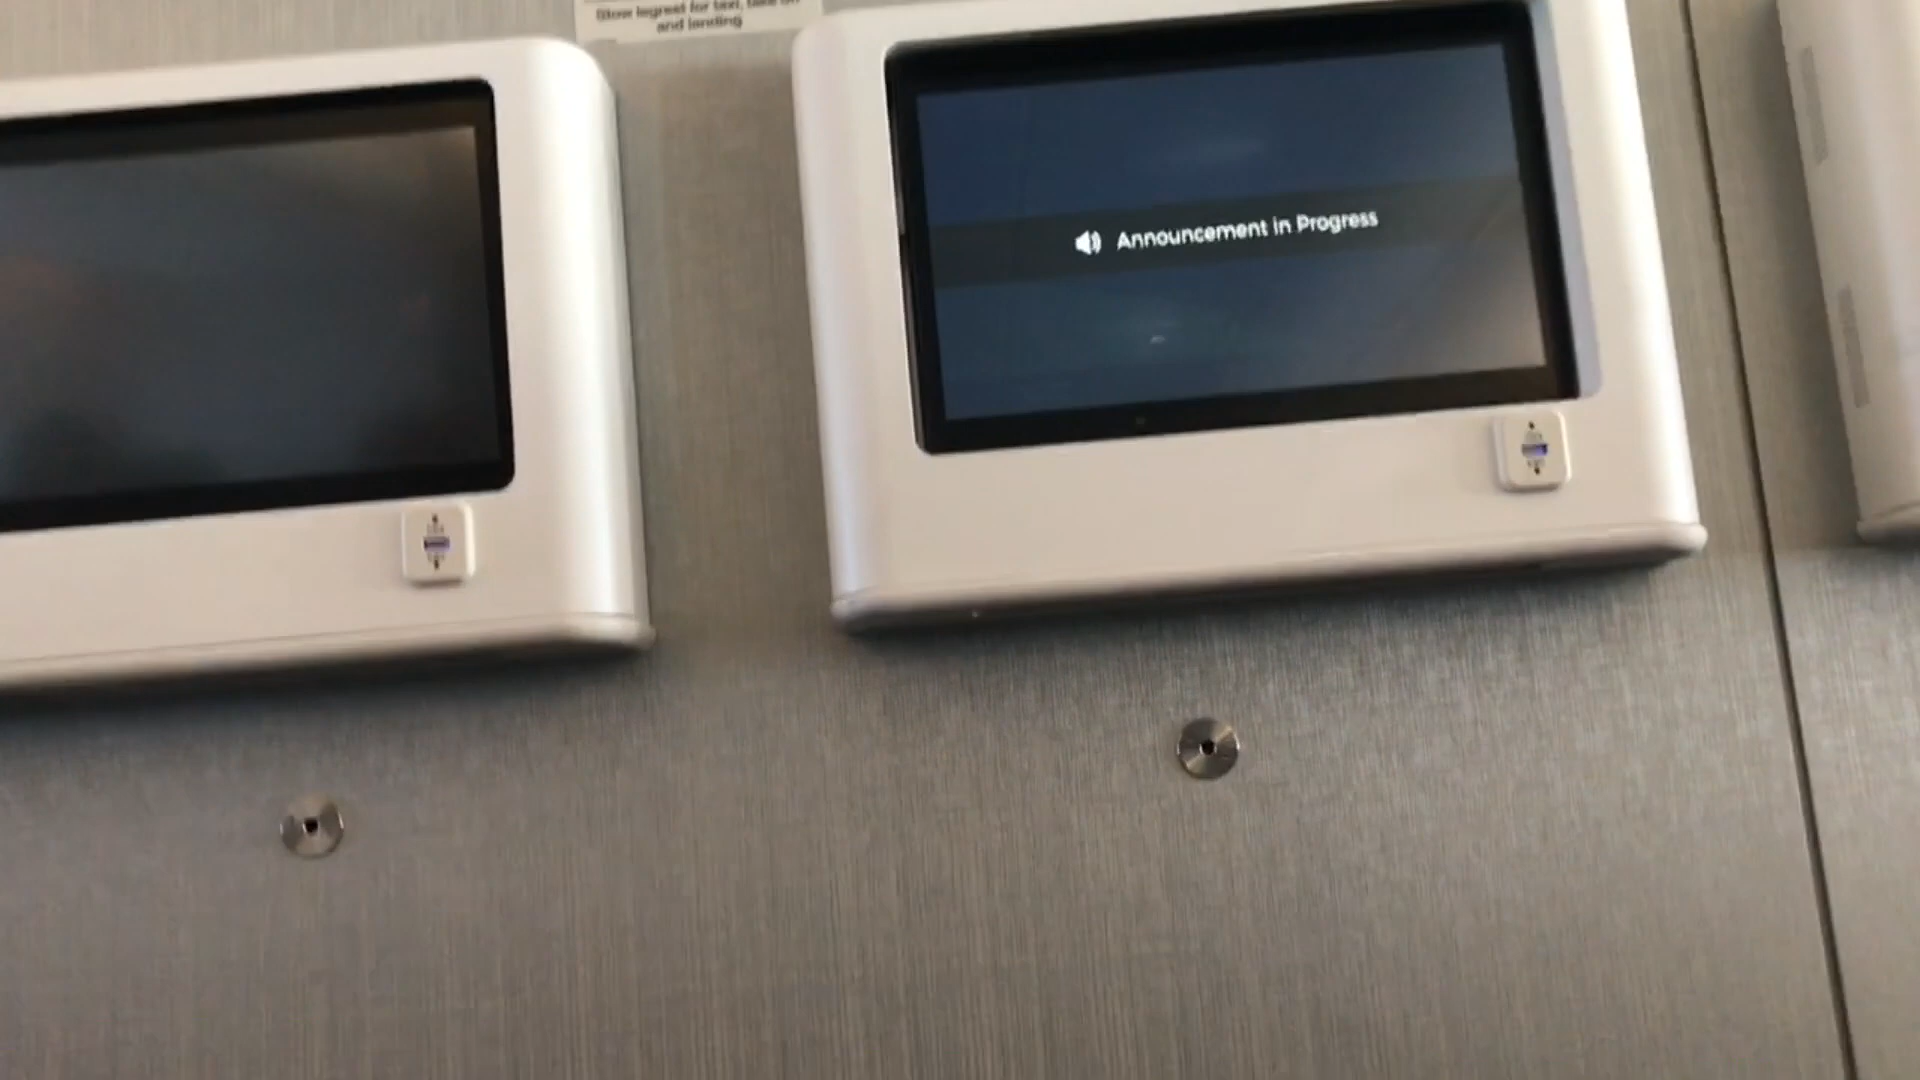 Stow legrest for taxi, take off
and landing
Announcement in Progress